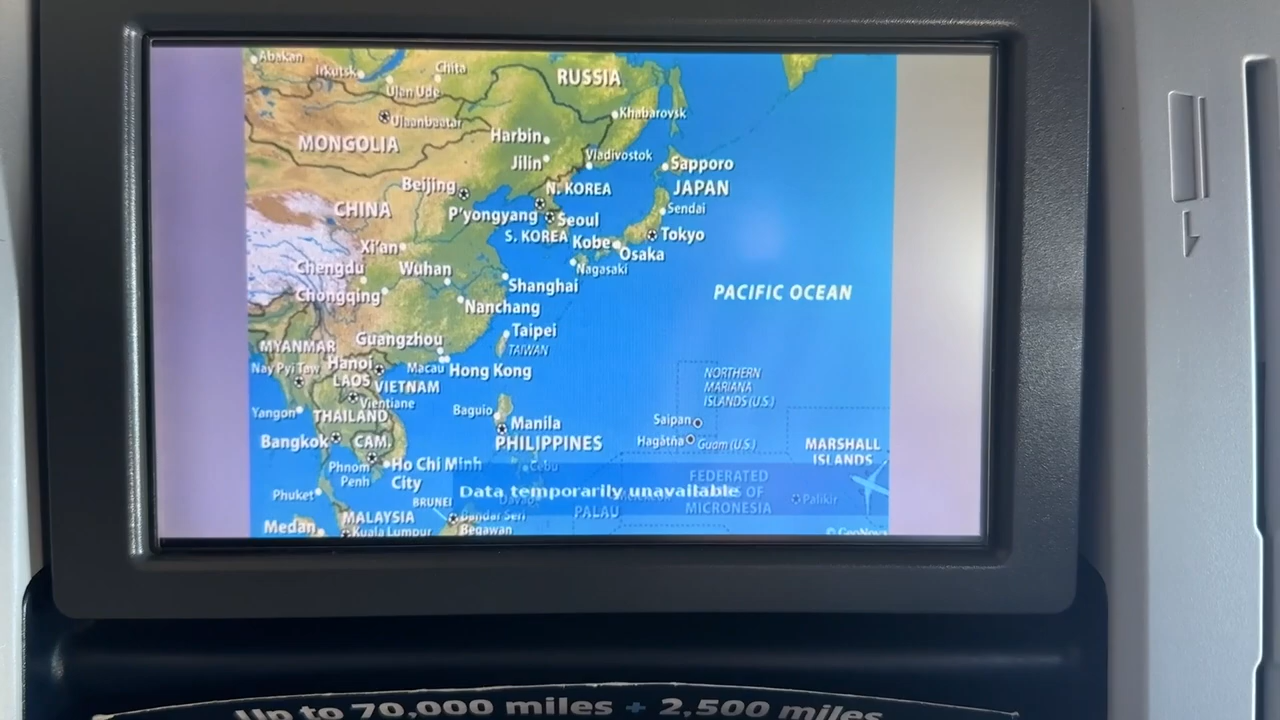 Abakan
Irkutsk
Chita
Ulan Ude
RUSSIA
Khabarovsk
Ulaanbaatar
MONGOLIA
Harbin
Jilin
Vladivostok
Sapporo
Beijing
N. KOREA
JAPAN
CHINA
P'yongyang
Seoul
Sendai
S. KOREA
Kobe
Tokyo
Xi'an
Osaka
Chengdu
Wuhan
Nagasaki
Chongqing
Shanghai
PACIFIC OCEAN
Nanchang
Taipei
Guangzhou
TAIWAN
MYANMAR
Hanoi
Macau
Hong Kong
Nay Pyi Taw
LAOS
VIETNAM
NORTHERN
MARIANA
ISLANDS (U.S.)
Vientiane
Yangon
THAILAND
Baguio
Manila
Saipan
Bangkok
CAM.
PHILIPPINES
Hagåtña
Guam (U.S.)
MARSHALL
ISLANDS
Phnom
Penh
Ho Chi Minh
City
Cebu
FEDERATED
OF
MICRONESIA
Data temporarily unavailable
Phuket
BRUNEI
Davao
Palikir
PALAU
MALAYSIA
Bandar Seri
Begawan
Medan
Kuala Lumpur
© GeoNova
Up to 70,000 miles + 2,500 miles